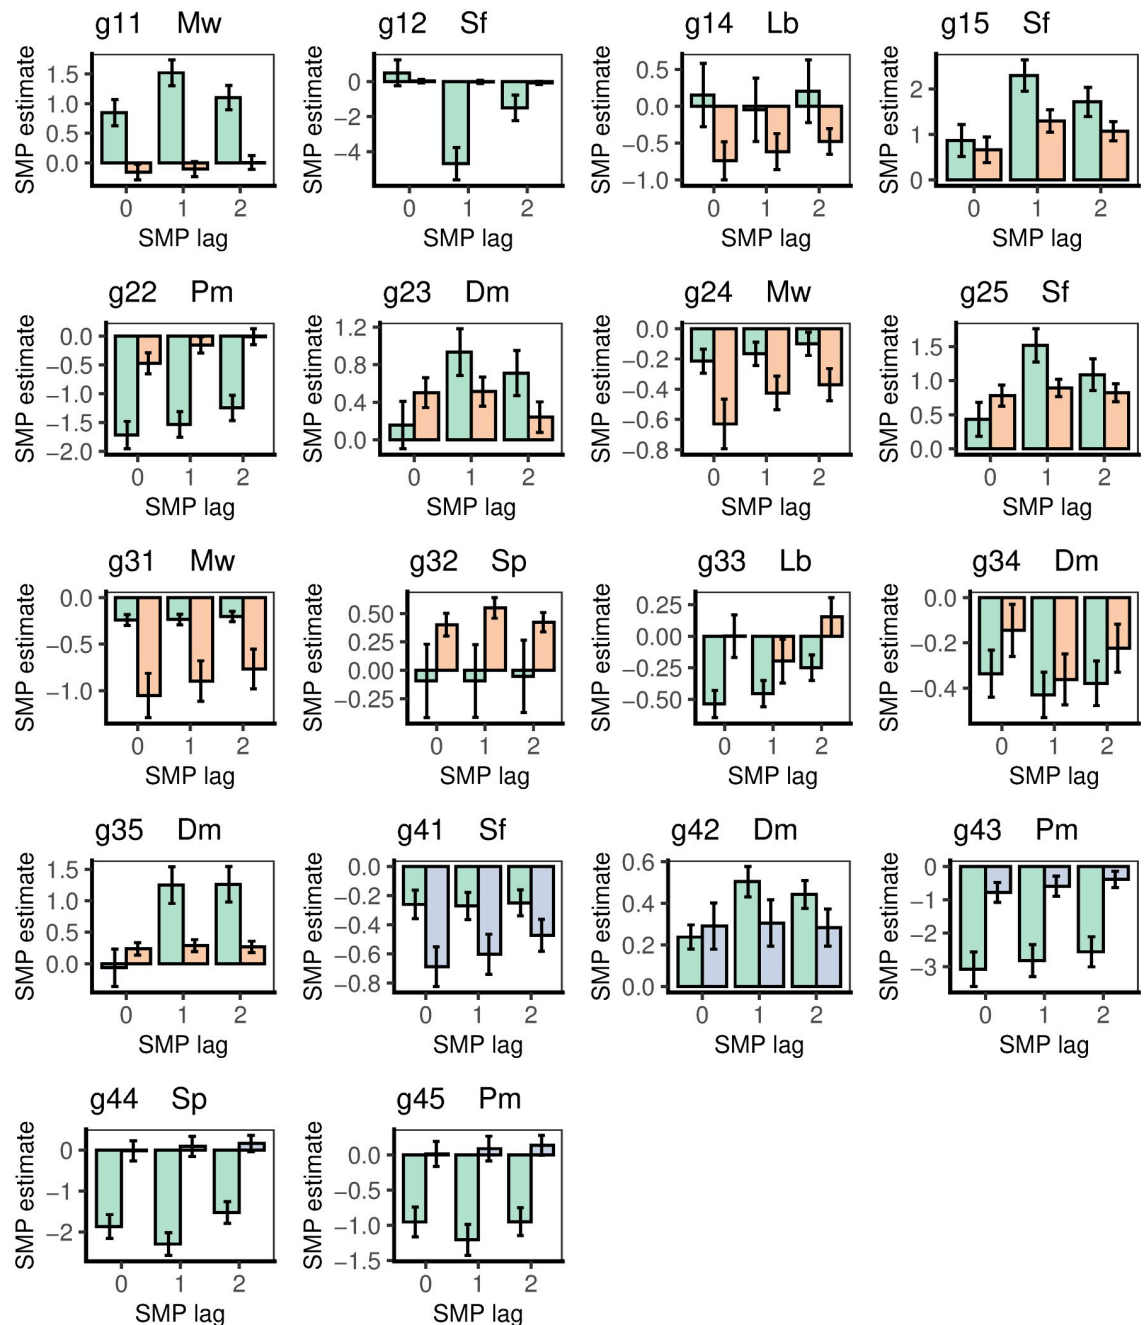 g11 Mw
SMP estimate
1.5
1.0
0.5
0.0
0 1 2
SMP lag
g12 Sf
SMP estimate
0
−2
−4
0 1 2
SMP lag
g14 Lb
SMP estimate
0.5
0.0
−0.5
−1.0
0 1 2
SMP lag
g15 Sf
SMP estimate
2
1
0
0 1 2
SMP lag
g22 Pm
SMP estimate
0.0
−0.5
−1.0
−1.5
−2.0
0 1 2
SMP lag
g23 Dm
SMP estimate
1.2
0.8
0.4
0.0
0 1 2
SMP lag
g24 Mw
SMP estimate
0.0
−0.2
−0.4
−0.6
−0.8
0 1 2
SMP lag
g25 Sf
SMP estimate
1.5
1.0
0.5
0.0
0 1 2
SMP lag
g31 Mw
SMP estimate
0.0
−0.5
−1.0
0 1 2
SMP lag
g32 Sp
SMP estimate
0.50
0.25
0.00
−0.25
0 1 2
SMP lag
g33 Lb
SMP estimate
0.25
0.00
−0.25
−0.50
0 1 2
SMP lag
g34 Dm
SMP estimate
0.0
−0.2
−0.4
0 1 2
SMP lag
g35 Dm
SMP estimate
1.5
1.0
0.5
0.0
0 1 2
SMP lag
g41 Sf
SMP estimate
0.0
−0.2
−0.4
−0.6
−0.8
0 1 2
SMP lag
g42 Dm
SMP estimate
0.6
0.4
0.2
0.0
0 1 2
SMP lag
g43 Pm
SMP estimate
0
−1
−2
−3
0 1 2
SMP lag
g44 Sp
SMP estimate
0
−1
−2
0 1 2
SMP lag
g45 Pm
SMP estimate
0.0
−0.5
−1.0
−1.5
0 1 2
SMP lag